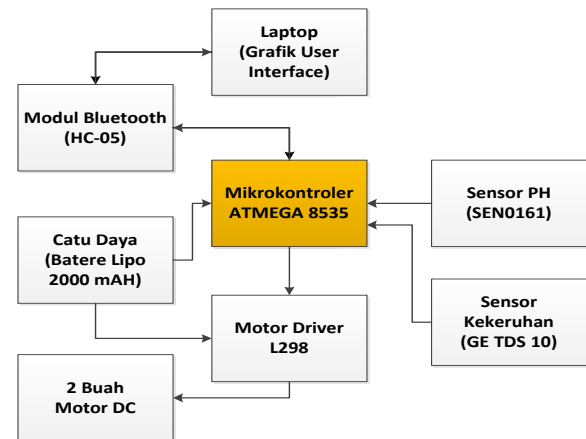 Laptop
(Grafik User
Interface)
Modul Bluetooth
(HC-05)
Mikrokontroler
ATMEGA 8535
Sensor PH
(SEN0161)
Catu Daya
(Batere Lipo
2000 mAH)
Motor Driver
L298
Sensor
Kekeruhan
(GE TDS 10)
2 Buah
Motor DC